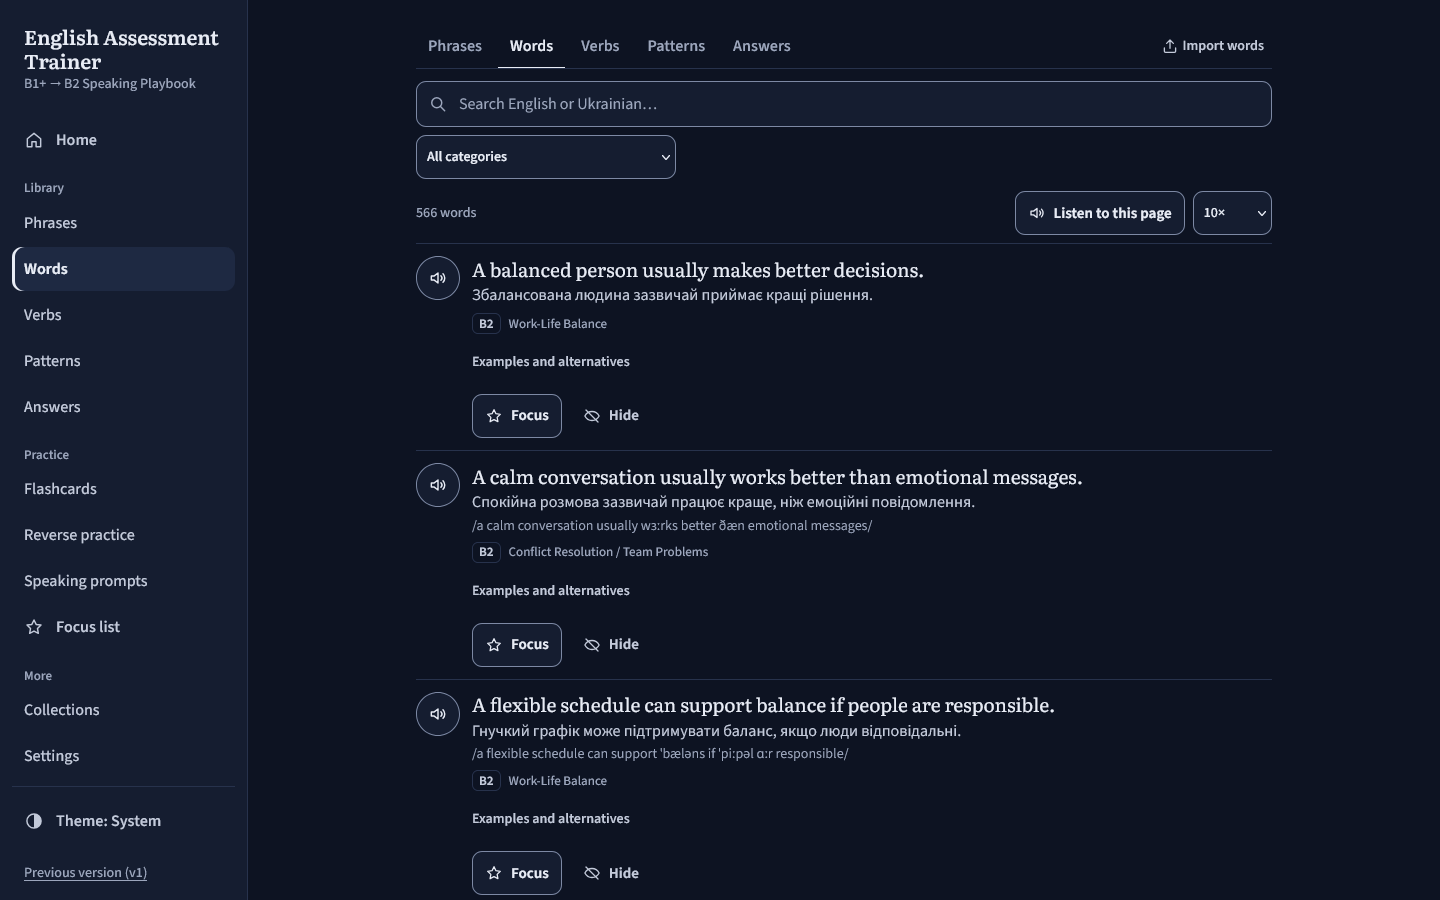 English Assessment
Trainer
B1+ → B2 Speaking Playbook
Home
Library
Phrases
Words
Verbs
Patterns
Answers
Practice
Flashcards
Reverse practice
Speaking prompts
Focus list
More
Collections
Settings
Theme: System
Previous version (v1)
Phrases Words Verbs Patterns Answers Import words
Search English or Ukrainian…
All categories
566 words Listen to this page 10×
A balanced person usually makes better decisions.
Збалансована людина зазвичай приймає кращі рішення.
B2 Work-Life Balance
Examples and alternatives
Focus Hide
A calm conversation usually works better than emotional messages.
Спокійна розмова зазвичай працює краще, ніж емоційні повідомлення.
/a calm conversation usually wɜːrks better ðæn emotional messages/
B2 Conflict Resolution / Team Problems
Examples and alternatives
Focus Hide
A flexible schedule can support balance if people are responsible.
Гнучкий графік може підтримувати баланс, якщо люди відповідальні.
/a flexible schedule can support ˈbæləns if ˈpiːpəl ɑːr responsible/
B2 Work-Life Balance
Examples and alternatives
Focus Hide